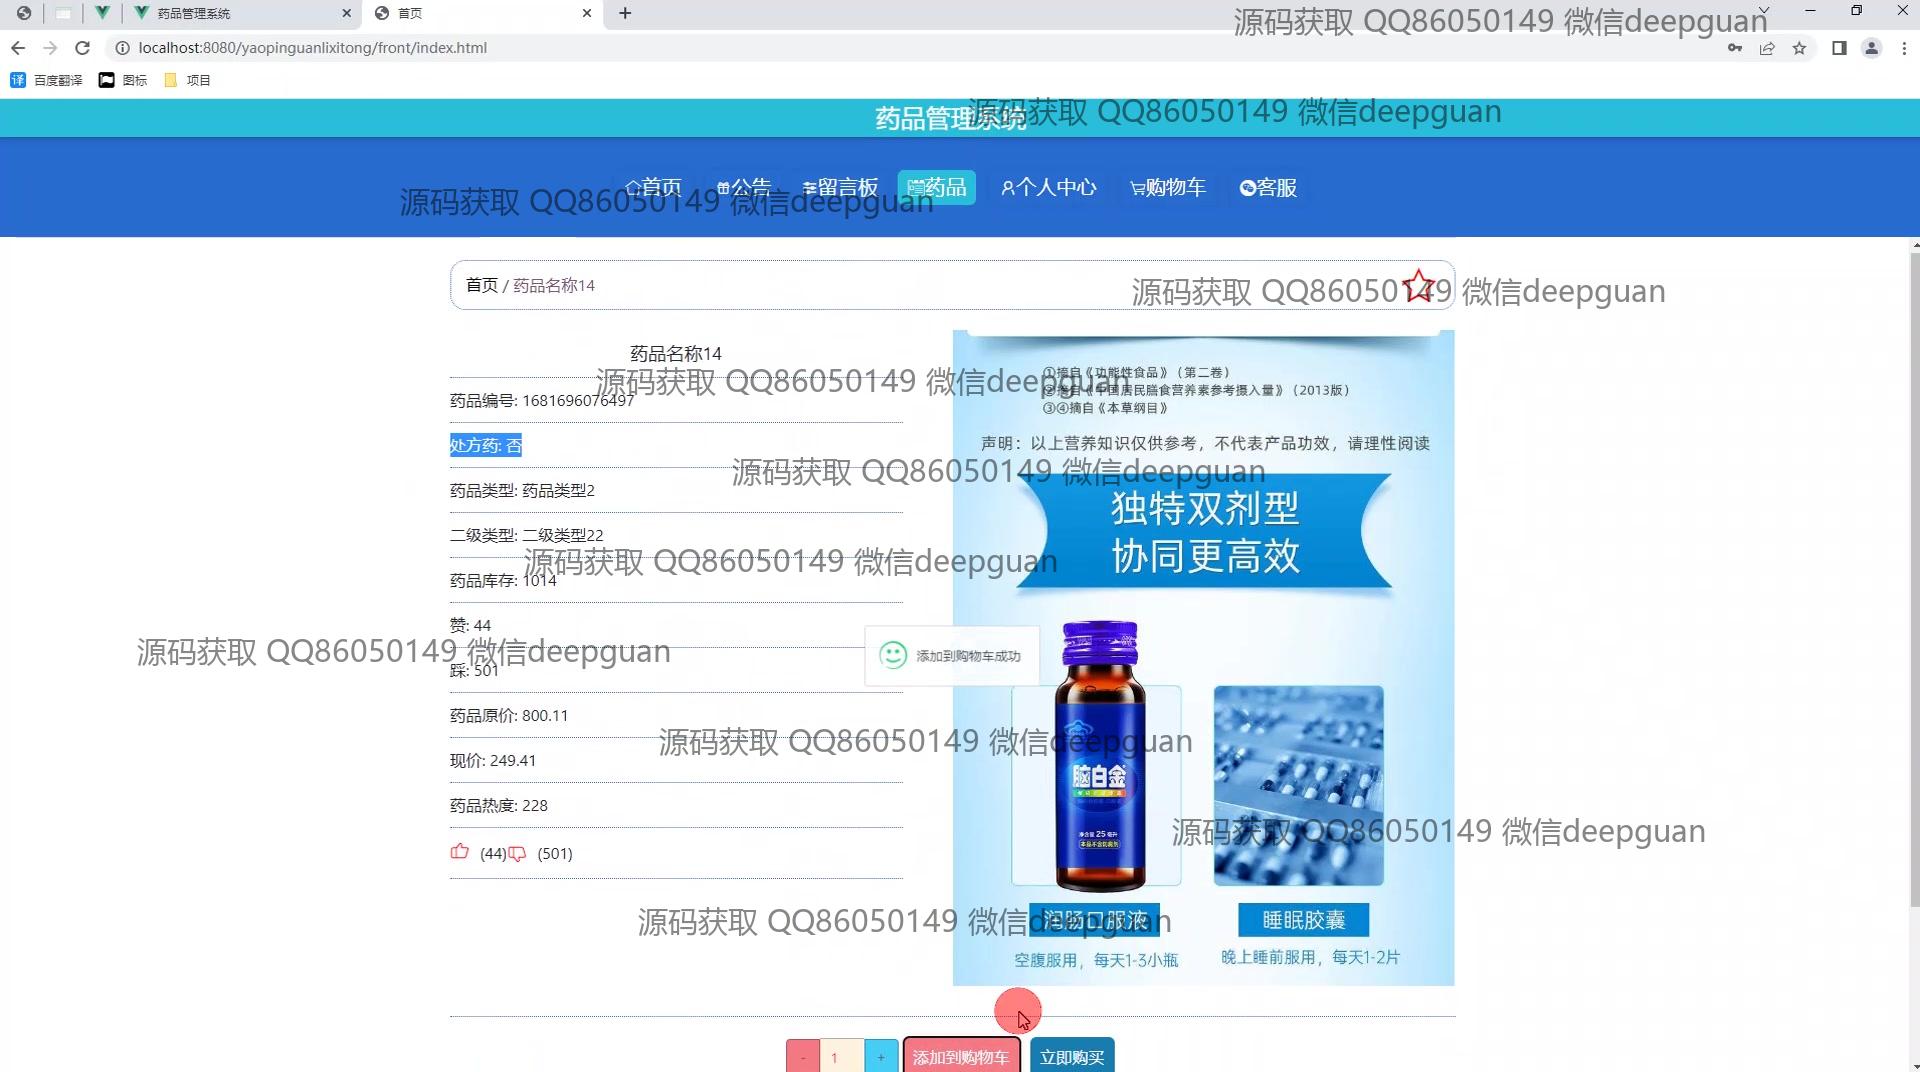 药品管理系统
首页
源码获取 QQ86050149 微信deepguan
localhost:8080/yaopinguanlixitong/front/index.html
百度翻译
图标
项目
药品管理系统
源码获取 QQ86050149 微信deepguan
首页
公告
留言板
药品
个人中心
购物车
客服
源码获取 QQ86050149 微信deepguan
首页 / 药品名称14
源码获取 QQ86050149 微信deepguan
药品名称14
①摘自《功能性食品》（第二卷）
源码获取 QQ86050149 微信deepguan
②摘自《中国居民膳食营养素参考摄入量》（2013版）
药品编号: 1681696076497
③④摘自《本草纲目》
处方药: 否
声明：以上营养知识仅供参考，不代表产品功效，请理性阅读
源码获取 QQ86050149 微信deepguan
药品类型: 药品类型2
独特双剂型
二级类型: 二级类型22
协同更高效
源码获取 QQ86050149 微信deepguan
药品库存: 1014
赞: 44
源码获取 QQ86050149 微信deepguan
添加到购物车成功
踩: 501
药品原价: 800.11
源码获取 QQ86050149 微信deepguan
现价: 249.41
脑白金
药品热度: 228
净含量 25 毫升
源码获取 QQ86050149 微信deepguan
(44)
(501)
源码获取 QQ86050149 微信deepguan
润肠口服液
睡眠胶囊
空腹服用，每天1-3小瓶
晚上睡前服用，每天1-2片
-
1
+
添加到购物车
立即购买